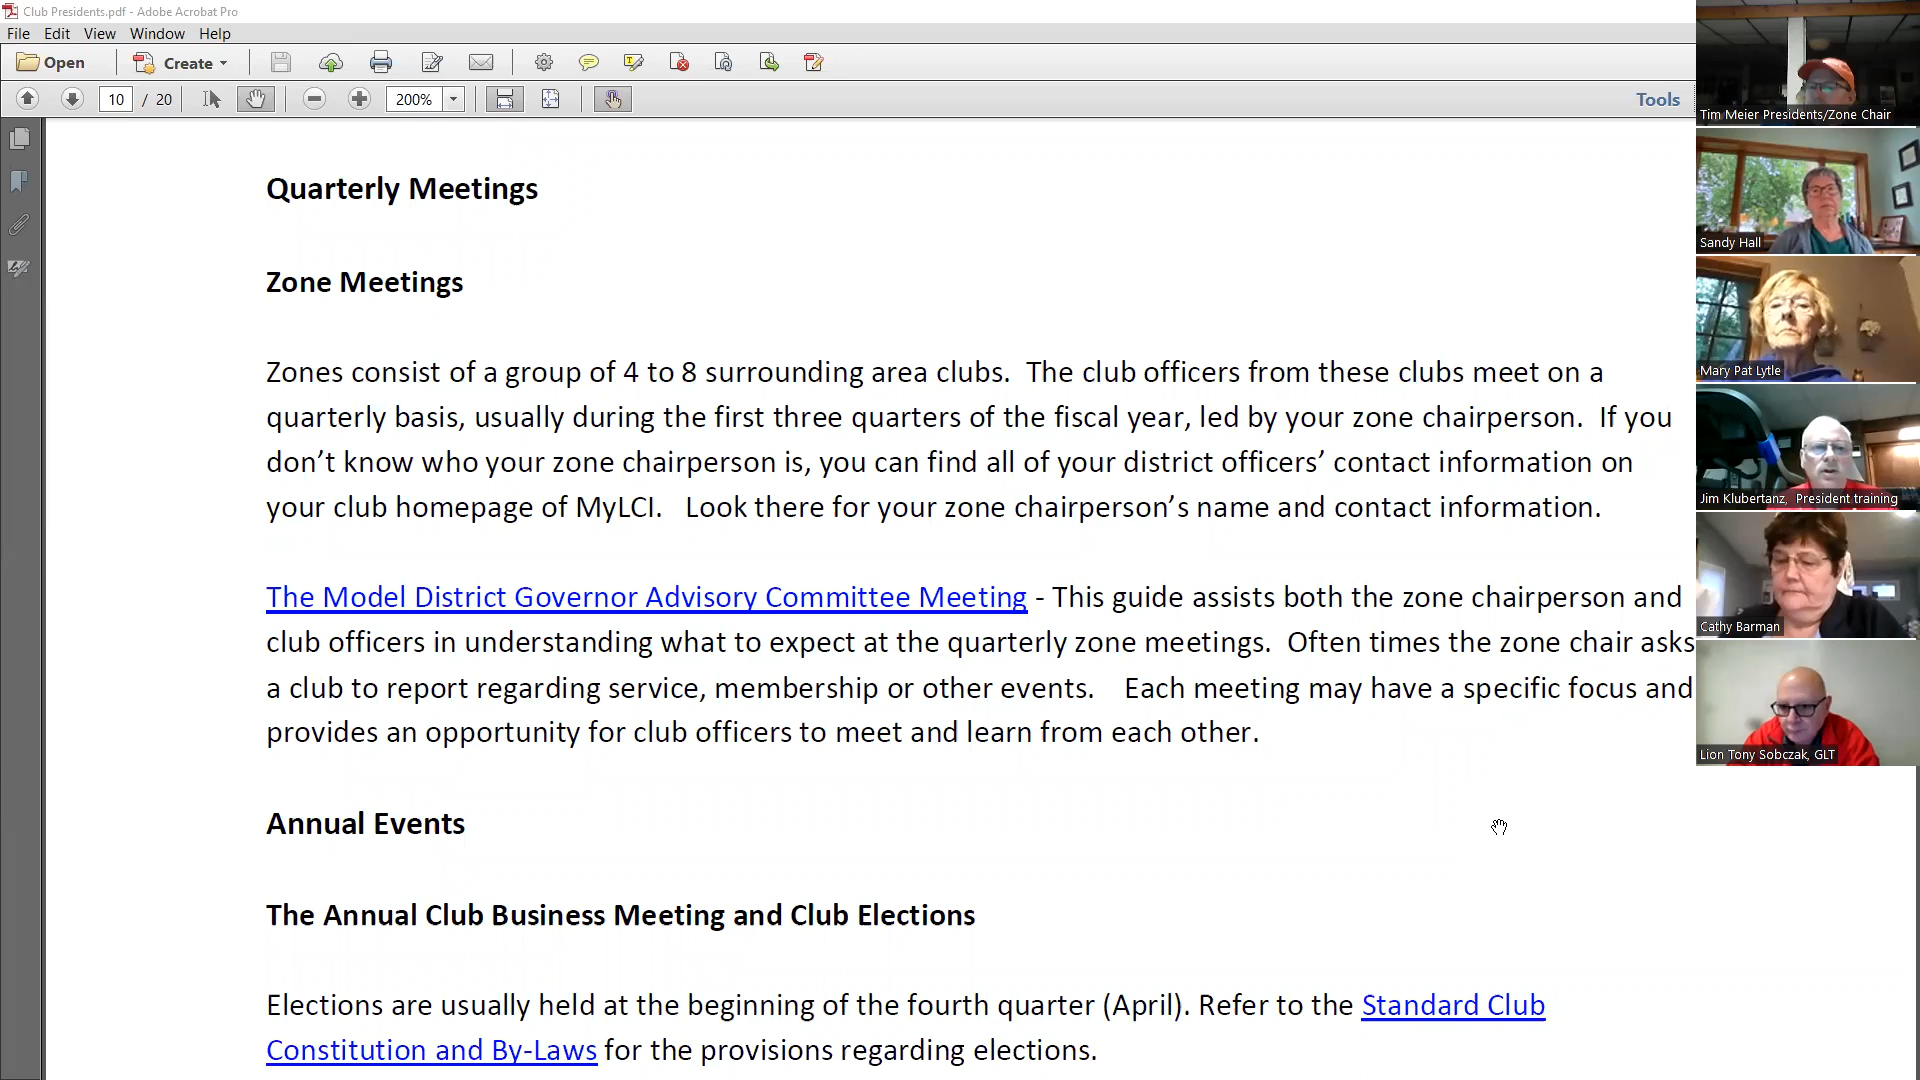 Club Presidents.pdf - Adobe Acrobat Pro
File Edit View Window Help
Open Create
10 / 20 200% Tools
Quarterly Meetings
Zone Meetings
Zones consist of a group of 4 to 8 surrounding area clubs. The club officers from these clubs meet on a
quarterly basis, usually during the first three quarters of the fiscal year, led by your zone chairperson. If you
don’t know who your zone chairperson is, you can find all of your district officers’ contact information on
your club homepage of MyLCI. Look there for your zone chairperson’s name and contact information.
The Model District Governor Advisory Committee Meeting - This guide assists both the zone chairperson and
club officers in understanding what to expect at the quarterly zone meetings. Often times the zone chair asks
a club to report regarding service, membership or other events. Each meeting may have a specific focus and
provides an opportunity for club officers to meet and learn from each other.
Annual Events
The Annual Club Business Meeting and Club Elections
Elections are usually held at the beginning of the fourth quarter (April). Refer to the Standard Club
Constitution and By-Laws for the provisions regarding elections.
Tim Meier Presidents/Zone Chair
Sandy Hall
Mary Pat Lytle
Jim Klubertanz, President training
Cathy Barman
Lion Tony Sobczak, GLT